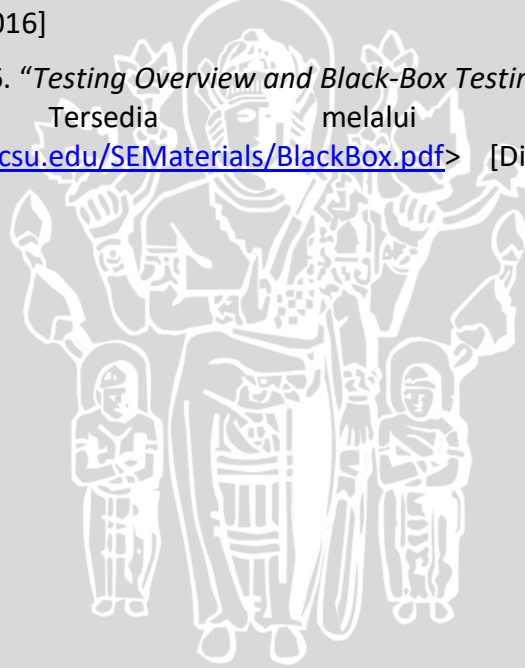 016]
6. “Testing Overview and Black-Box Testin
Tersedia melalui
csu.edu/SEMaterials/BlackBox.pdf> [Di